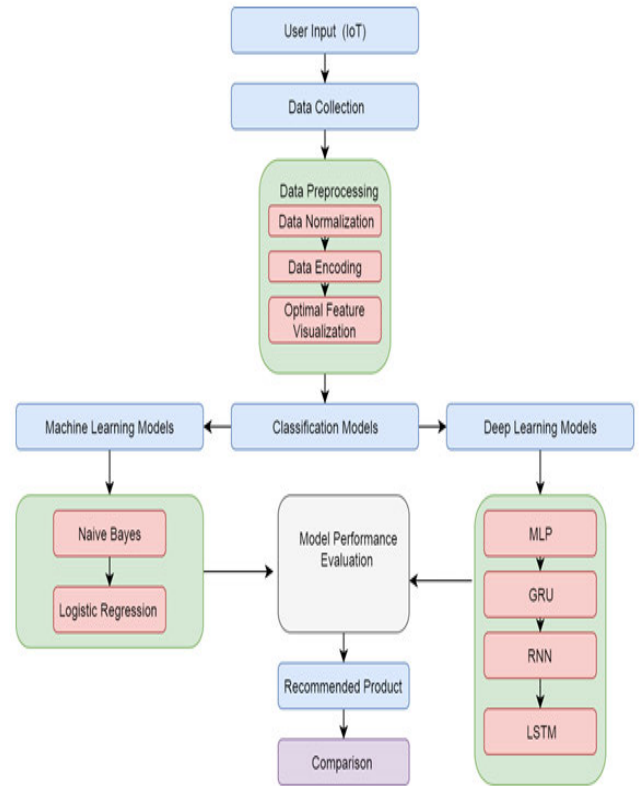 User Input (IoT)
Data Collection
Data Preprocessing
Data Normalization
Data Encoding
Optimal Feature
Visualization
Machine Learning Models
Classification Models
Deep Learning Models
Naive Bayes
Logistic Regression
Model Performance
Evaluation
MLP
GRU
RNN
LSTM
Recommended Product
Comparison